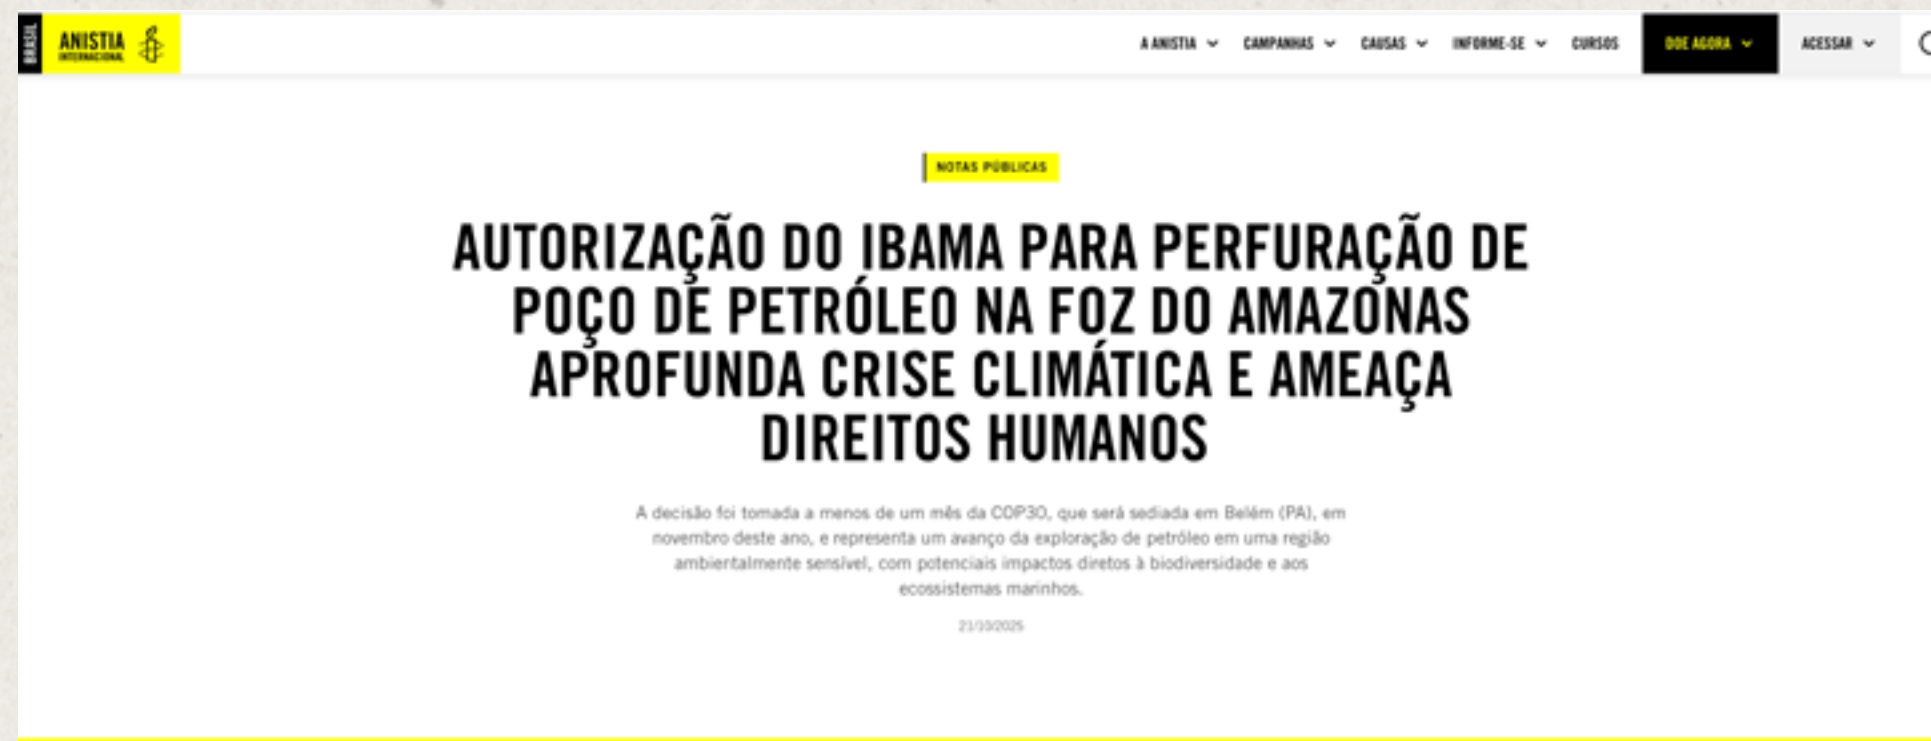 BRASIL
ANISTIA
INTERNACIONAL
A ANISTIA CAMPANHAS CAUSAS INFORME-SE CURSOS DOE AGORA ACESSAR
NOTAS PÚBLICAS
AUTORIZAÇÃO DO IBAMA PARA PERFURAÇÃO DE
POÇO DE PETRÓLEO NA FOZ DO AMAZONAS
APROFUNDA CRISE CLIMÁTICA E AMEAÇA
DIREITOS HUMANOS
A decisão foi tomada a menos de um mês da COP30, que será sediada em Belém (PA), em
novembro deste ano, e representa um avanço da exploração de petróleo em uma região
ambientalmente sensível, com potenciais impactos diretos à biodiversidade e aos
ecossistemas marinhos.
21/10/2025